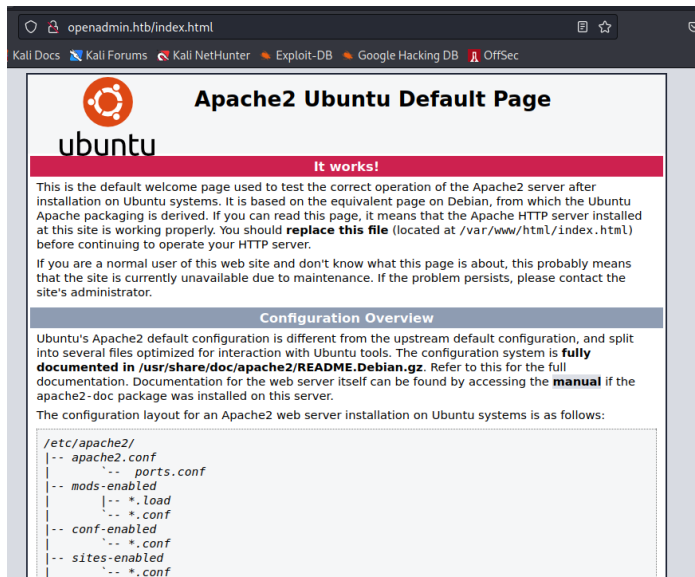 openadmin.htb/index.html
Kali Docs Kali Forums Kali NetHunter Exploit-DB Google Hacking DB OffSec
ubuntu
Apache2 Ubuntu Default Page
It works!
This is the default welcome page used to test the correct operation of the Apache2 server after
installation on Ubuntu systems. It is based on the equivalent page on Debian, from which the Ubuntu
Apache packaging is derived. If you can read this page, it means that the Apache HTTP server installed
at this site is working properly. You should replace this file (located at /var/www/html/index.html)
before continuing to operate your HTTP server.
If you are a normal user of this web site and don't know what this page is about, this probably means
that the site is currently unavailable due to maintenance. If the problem persists, please contact the
site's administrator.
Configuration Overview
Ubuntu's Apache2 default configuration is different from the upstream default configuration, and split
into several files optimized for interaction with Ubuntu tools. The configuration system is fully
documented in /usr/share/doc/apache2/README.Debian.gz. Refer to this for the full
documentation. Documentation for the web server itself can be found by accessing the manual if the
apache2-doc package was installed on this server.
The configuration layout for an Apache2 web server installation on Ubuntu systems is as follows:
/etc/apache2/
|-- apache2.conf
|       `--  ports.conf
|-- mods-enabled
|       |-- *.load
|       `-- *.conf
|-- conf-enabled
|       `-- *.conf
|-- sites-enabled
|       `-- *.conf